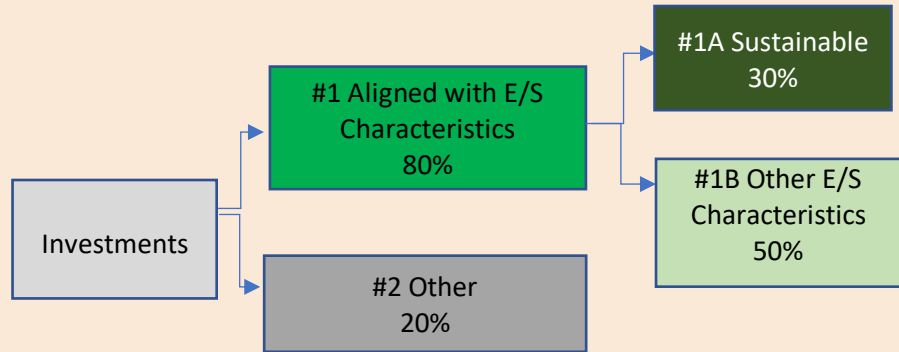 #1A Sustainable
30%
#1 Aligned with E/S
Characteristics
80%
#1B Other E/S
Characteristics
50%
Investments
#2 Other
20%